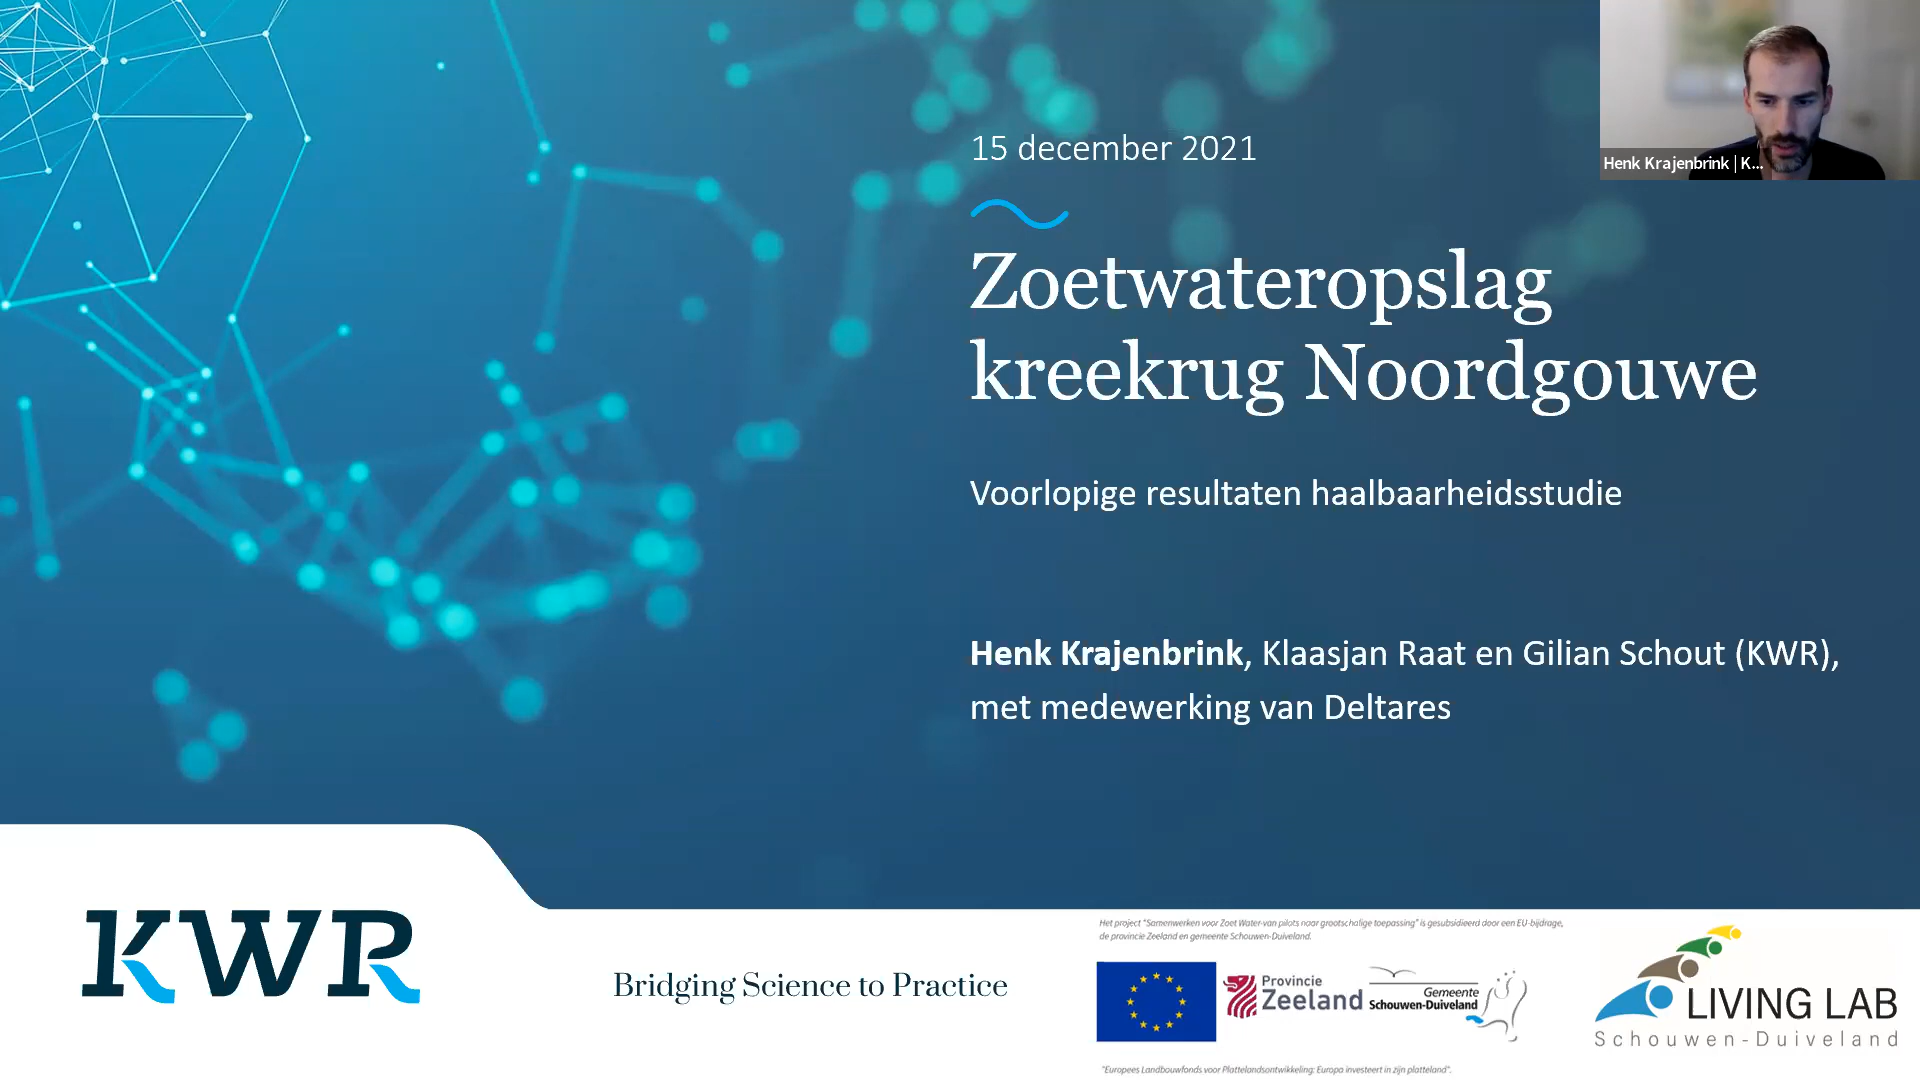 15 december 2021
Henk Krajenbrink | K...
Zoetwateropslag
kreekrug Noordgouwe
Voorlopige resultaten haalbaarheidsstudie
Henk Krajenbrink, Klaasjan Raat en Gilian Schout (KWR),
met medewerking van Deltares
KWR
Bridging Science to Practice
Het project "Samenwerken voor Zoet Water-van pilots naar grootschalige toepassing" is gesubsidieerd door een EU-bijdrage,
de provincie Zeeland en gemeente Schouwen-Duiveland.
Provincie
Zeeland
Gemeente
Schouwen-Duiveland
LIVING LAB
Schouwen-Duiveland
"Europees Landbouwfonds voor Plattelandsontwikkeling: Europa investeert in zijn platteland".